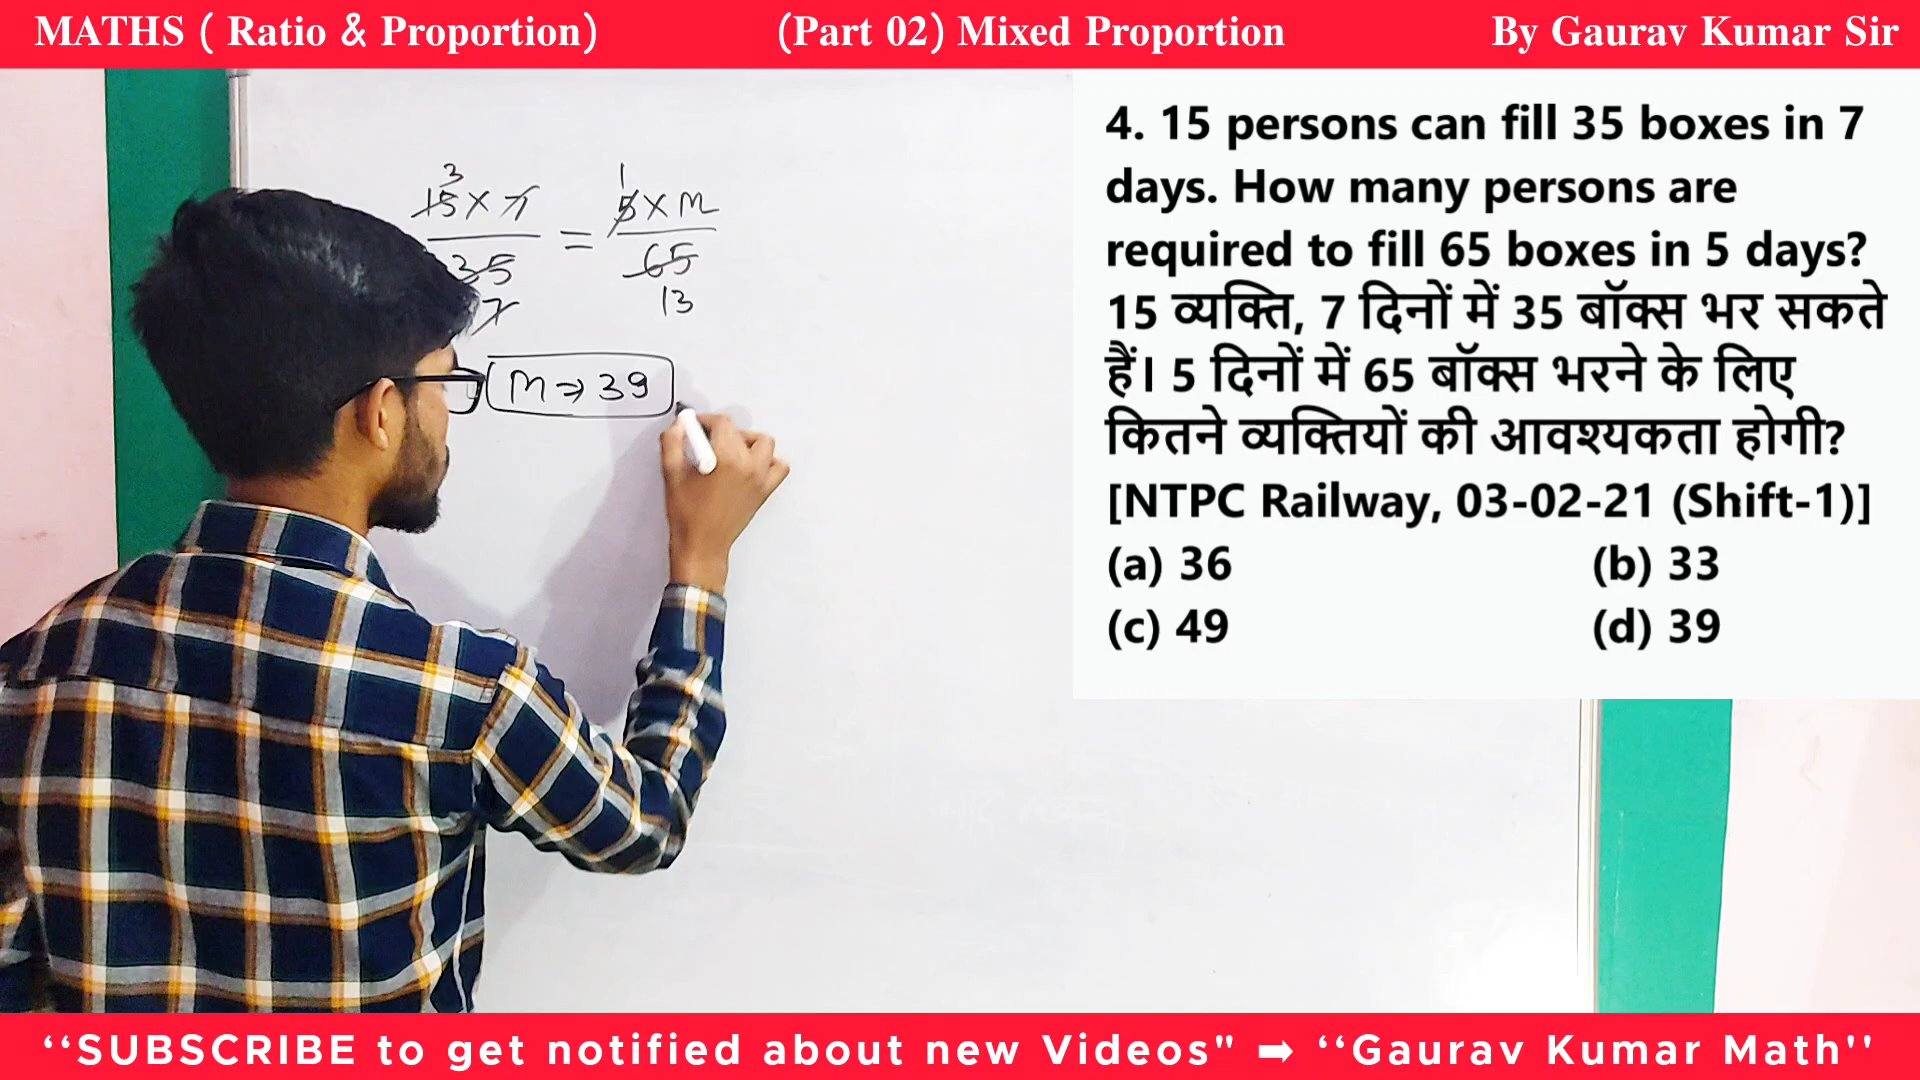 MATHS ( Ratio & Proportion) (Part 02) Mixed Proportion By Gaurav Kumar Sir
3 1
15 x 7 = 5 x M
35 65
7 13
M → 39
4. 15 persons can fill 35 boxes in 7
days. How many persons are
required to fill 65 boxes in 5 days?
15 व्यक्ति, 7 दिनों में 35 बॉक्स भर सकते
हैं। 5 दिनों में 65 बॉक्स भरने के लिए
कितने व्यक्तियों की आवश्यकता होगी?
[NTPC Railway, 03-02-21 (Shift-1)]
(a) 36 (b) 33
(c) 49 (d) 39
‘‘SUBSCRIBE to get notified about new Videos" ➡ ‘‘Gaurav Kumar Math''